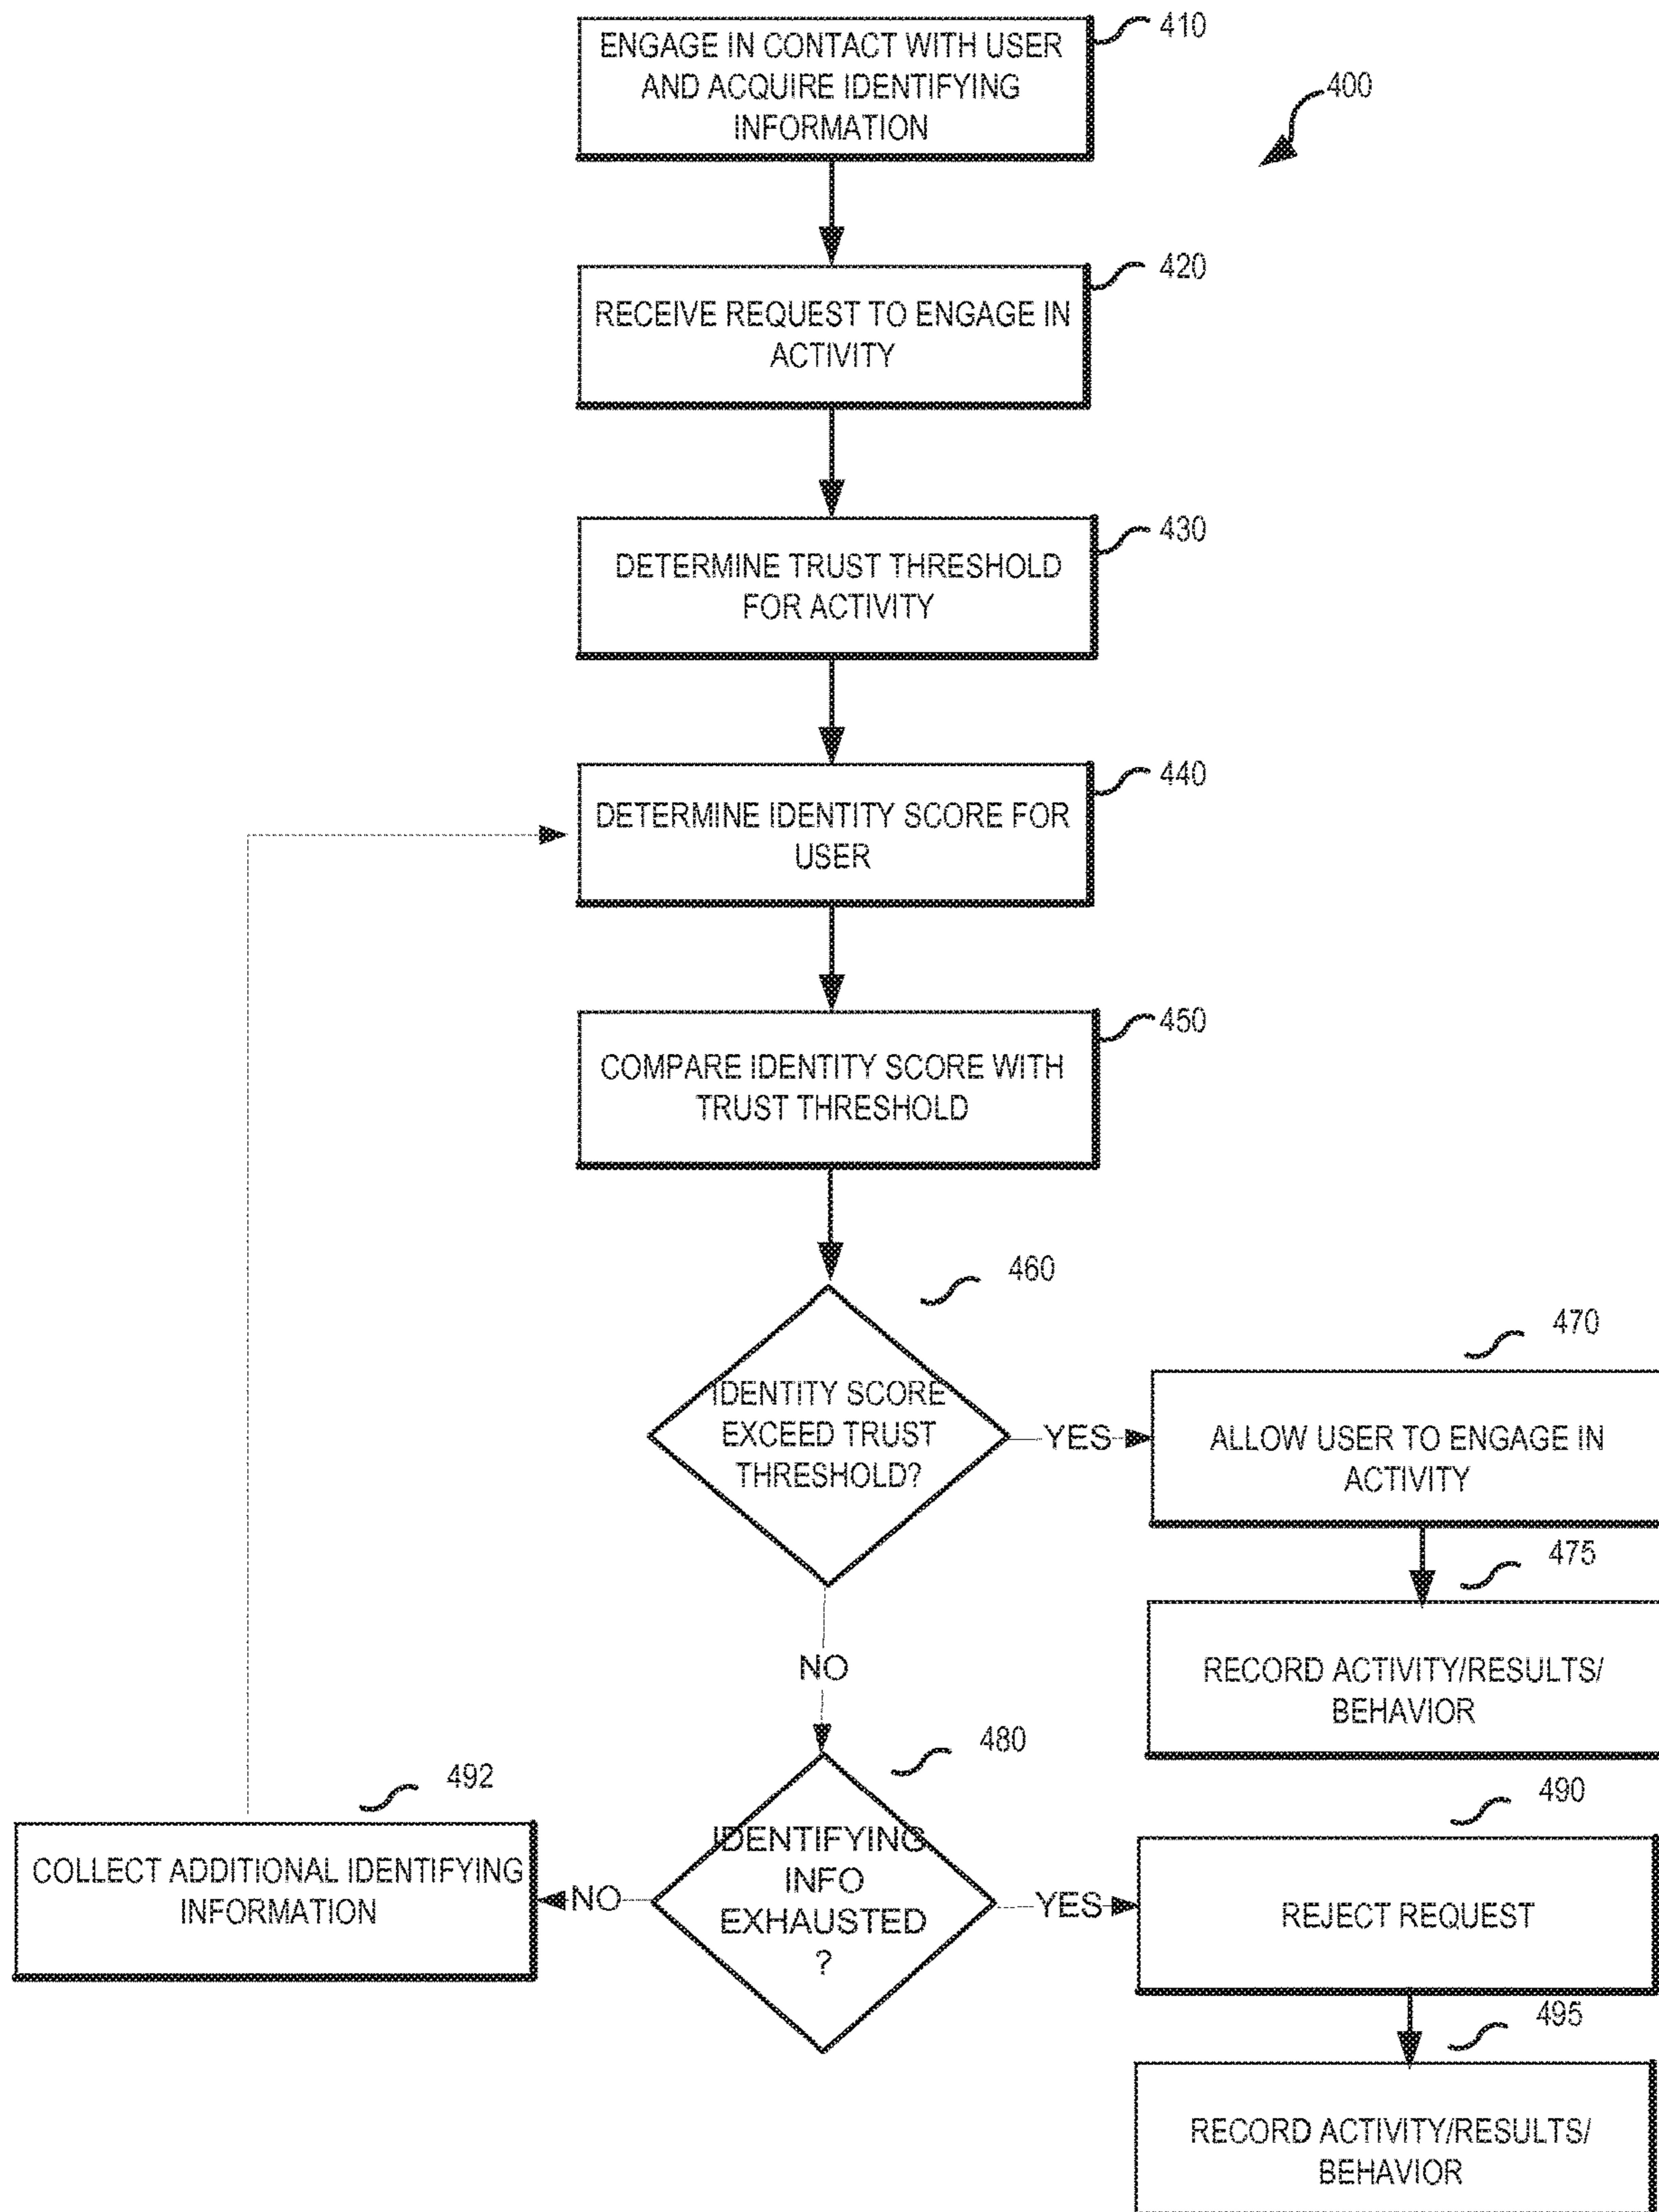 410
ENGAGE IN CONTACT WITH USER
AND ACQUIRE IDENTIFYING
INFORMATION
400
420
RECEIVE REQUEST TO ENGAGE IN
ACTIVITY
430
DETERMINE TRUST THRESHOLD
FOR ACTIVITY
440
DETERMINE IDENTITY SCORE FOR
USER
450
COMPARE IDENTITY SCORE WITH
TRUST THRESHOLD
460
IDENTITY SCORE
EXCEED TRUST
THRESHOLD?
YES
470
ALLOW USER TO ENGAGE IN
ACTIVITY
475
RECORD ACTIVITY/RESULTS/
BEHAVIOR
NO
480
IDENTIFYING
INFO
EXHAUSTED
?
NO
492
COLLECT ADDITIONAL IDENTIFYING
INFORMATION
YES
490
REJECT REQUEST
495
RECORD ACTIVITY/RESULTS/
BEHAVIOR